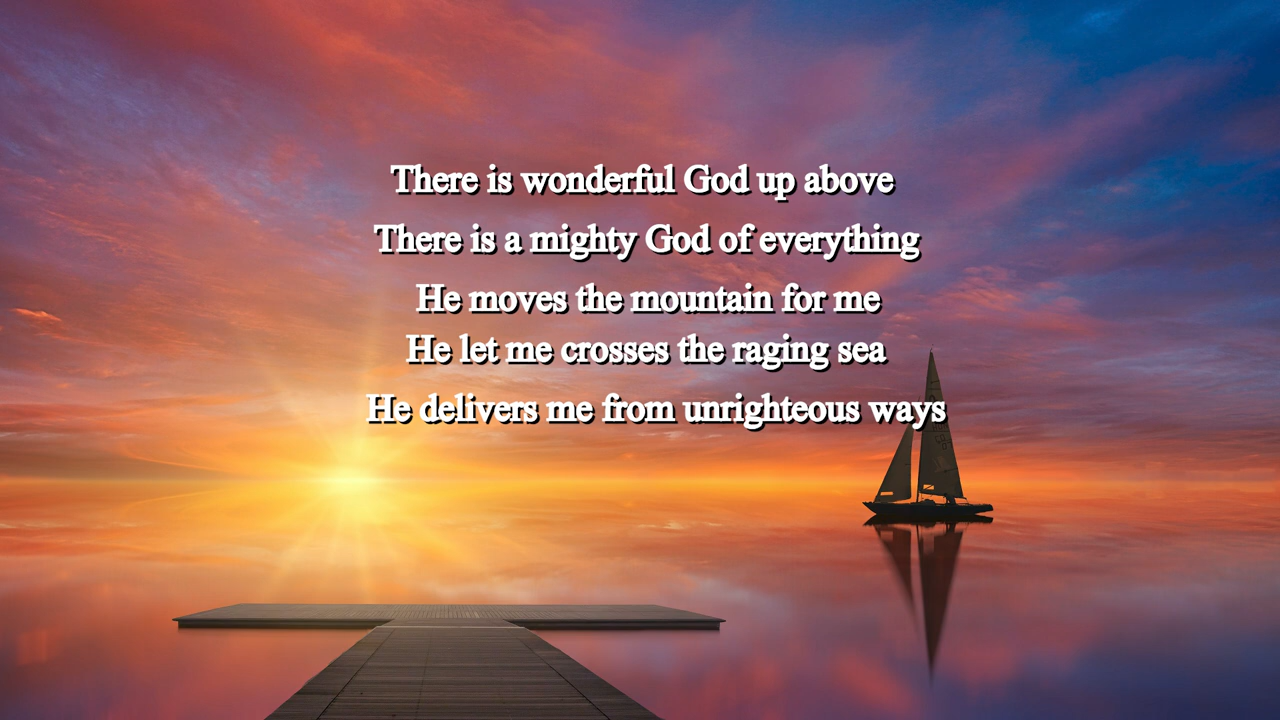 There is wonderful God up above
There is a mighty God of everything
He moves the mountain for me
He let me crosses the raging sea
He delivers me from unrighteous ways